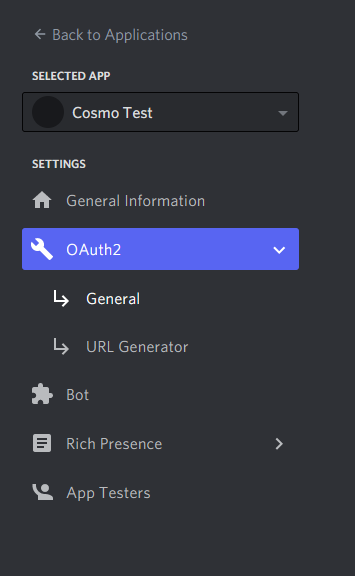 Back to Applications
SELECTED APP
Cosmo Test
SETTINGS
General Information
OAuth2
General
URL Generator
Bot
Rich Presence
App Testers